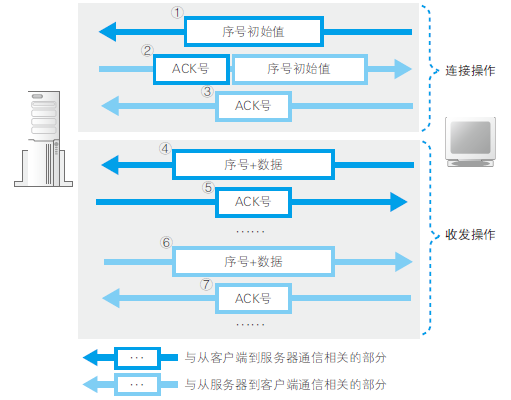 ①
序号初始值
② ACK号 序号初始值
连接操作
③
ACK号
④
序号+数据
⑤
ACK号
……
收发操作
⑥
序号+数据
⑦
ACK号
……
… 与从客户端到服务器通信相关的部分
… 与从服务器到客户端通信相关的部分